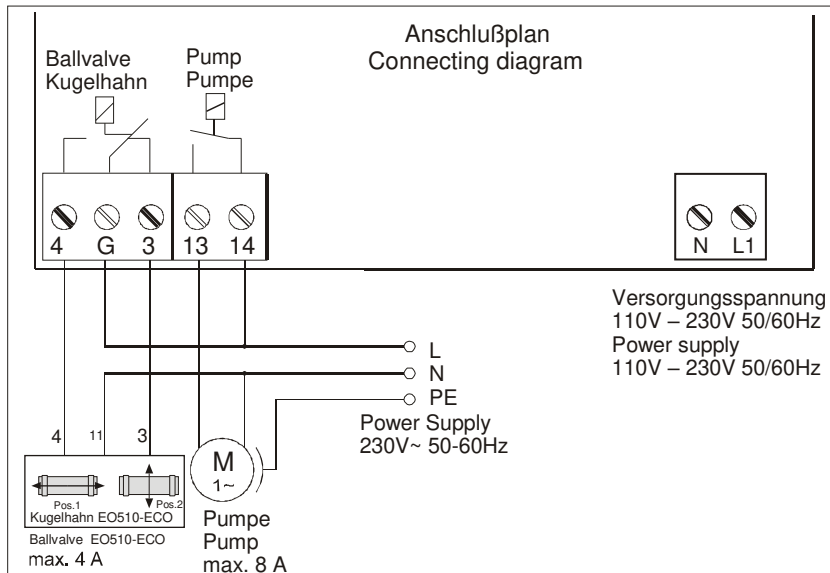 Anschlußplan
Connecting diagram
Ballvalve
Kugelhahn
Pump
Pumpe
4 G 3 13 14
N L1
Versorgungsspannung
110V – 230V 50/60Hz
Power supply
110V – 230V 50/60Hz
L
N
PE
Power Supply
230V~ 50-60Hz
4 11 3
Pos.1 Pos.2
Kugelhahn EO510-ECO
Ballvalve EO510-ECO
max. 4 A
M
1~
Pumpe
Pump
max. 8 A